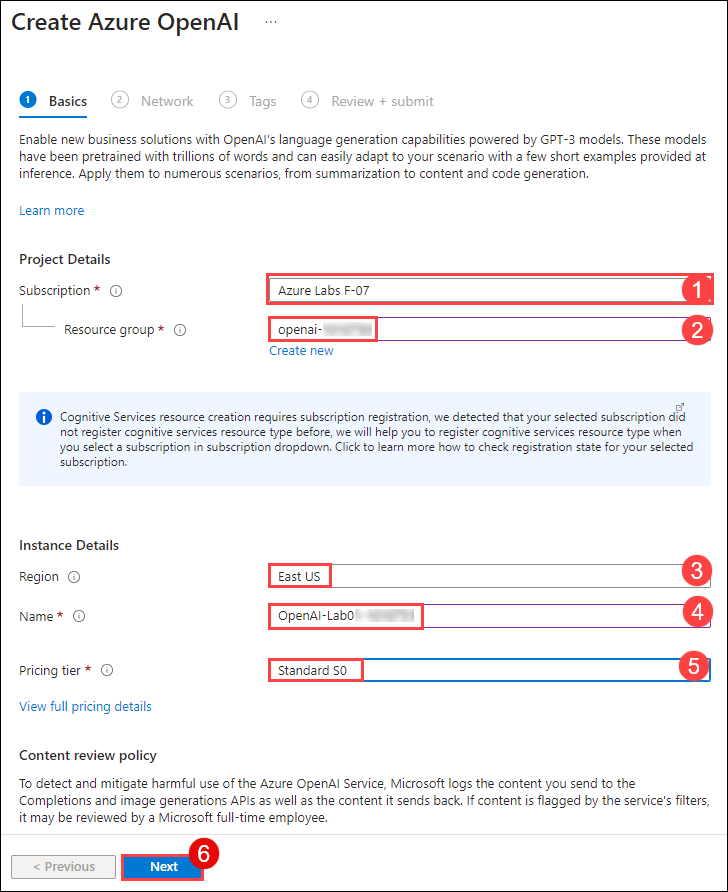 Create Azure OpenAI ...
1 Basics 2 Network 3 Tags 4 Review + submit
Enable new business solutions with OpenAI's language generation capabilities powered by GPT-3 models. These models
have been pretrained with trillions of words and can easily adapt to your scenario with a few short examples provided at
inference. Apply them to numerous scenarios, from summarization to content and code generation.
Learn more
Project Details
Subscription * Azure Labs F-07 1
Resource group * openai- 2
Create new
Cognitive Services resource creation requires subscription registration, we detected that your selected subscription did
not register cognitive services resource type before, we will help you to register cognitive services resource type when
you select a subscription in subscription dropdown. Click to learn more how to check registration state for your selected
subscription.
Instance Details
Region East US 3
Name * OpenAI-Lab0 4
Pricing tier * Standard S0 5
View full pricing details
Content review policy
To detect and mitigate harmful use of the Azure OpenAI Service, Microsoft logs the content you send to the
Completions and image generations APIs as well as the content it sends back. If content is flagged by the service's filters,
it may be reviewed by a Microsoft full-time employee.
< Previous Next 6